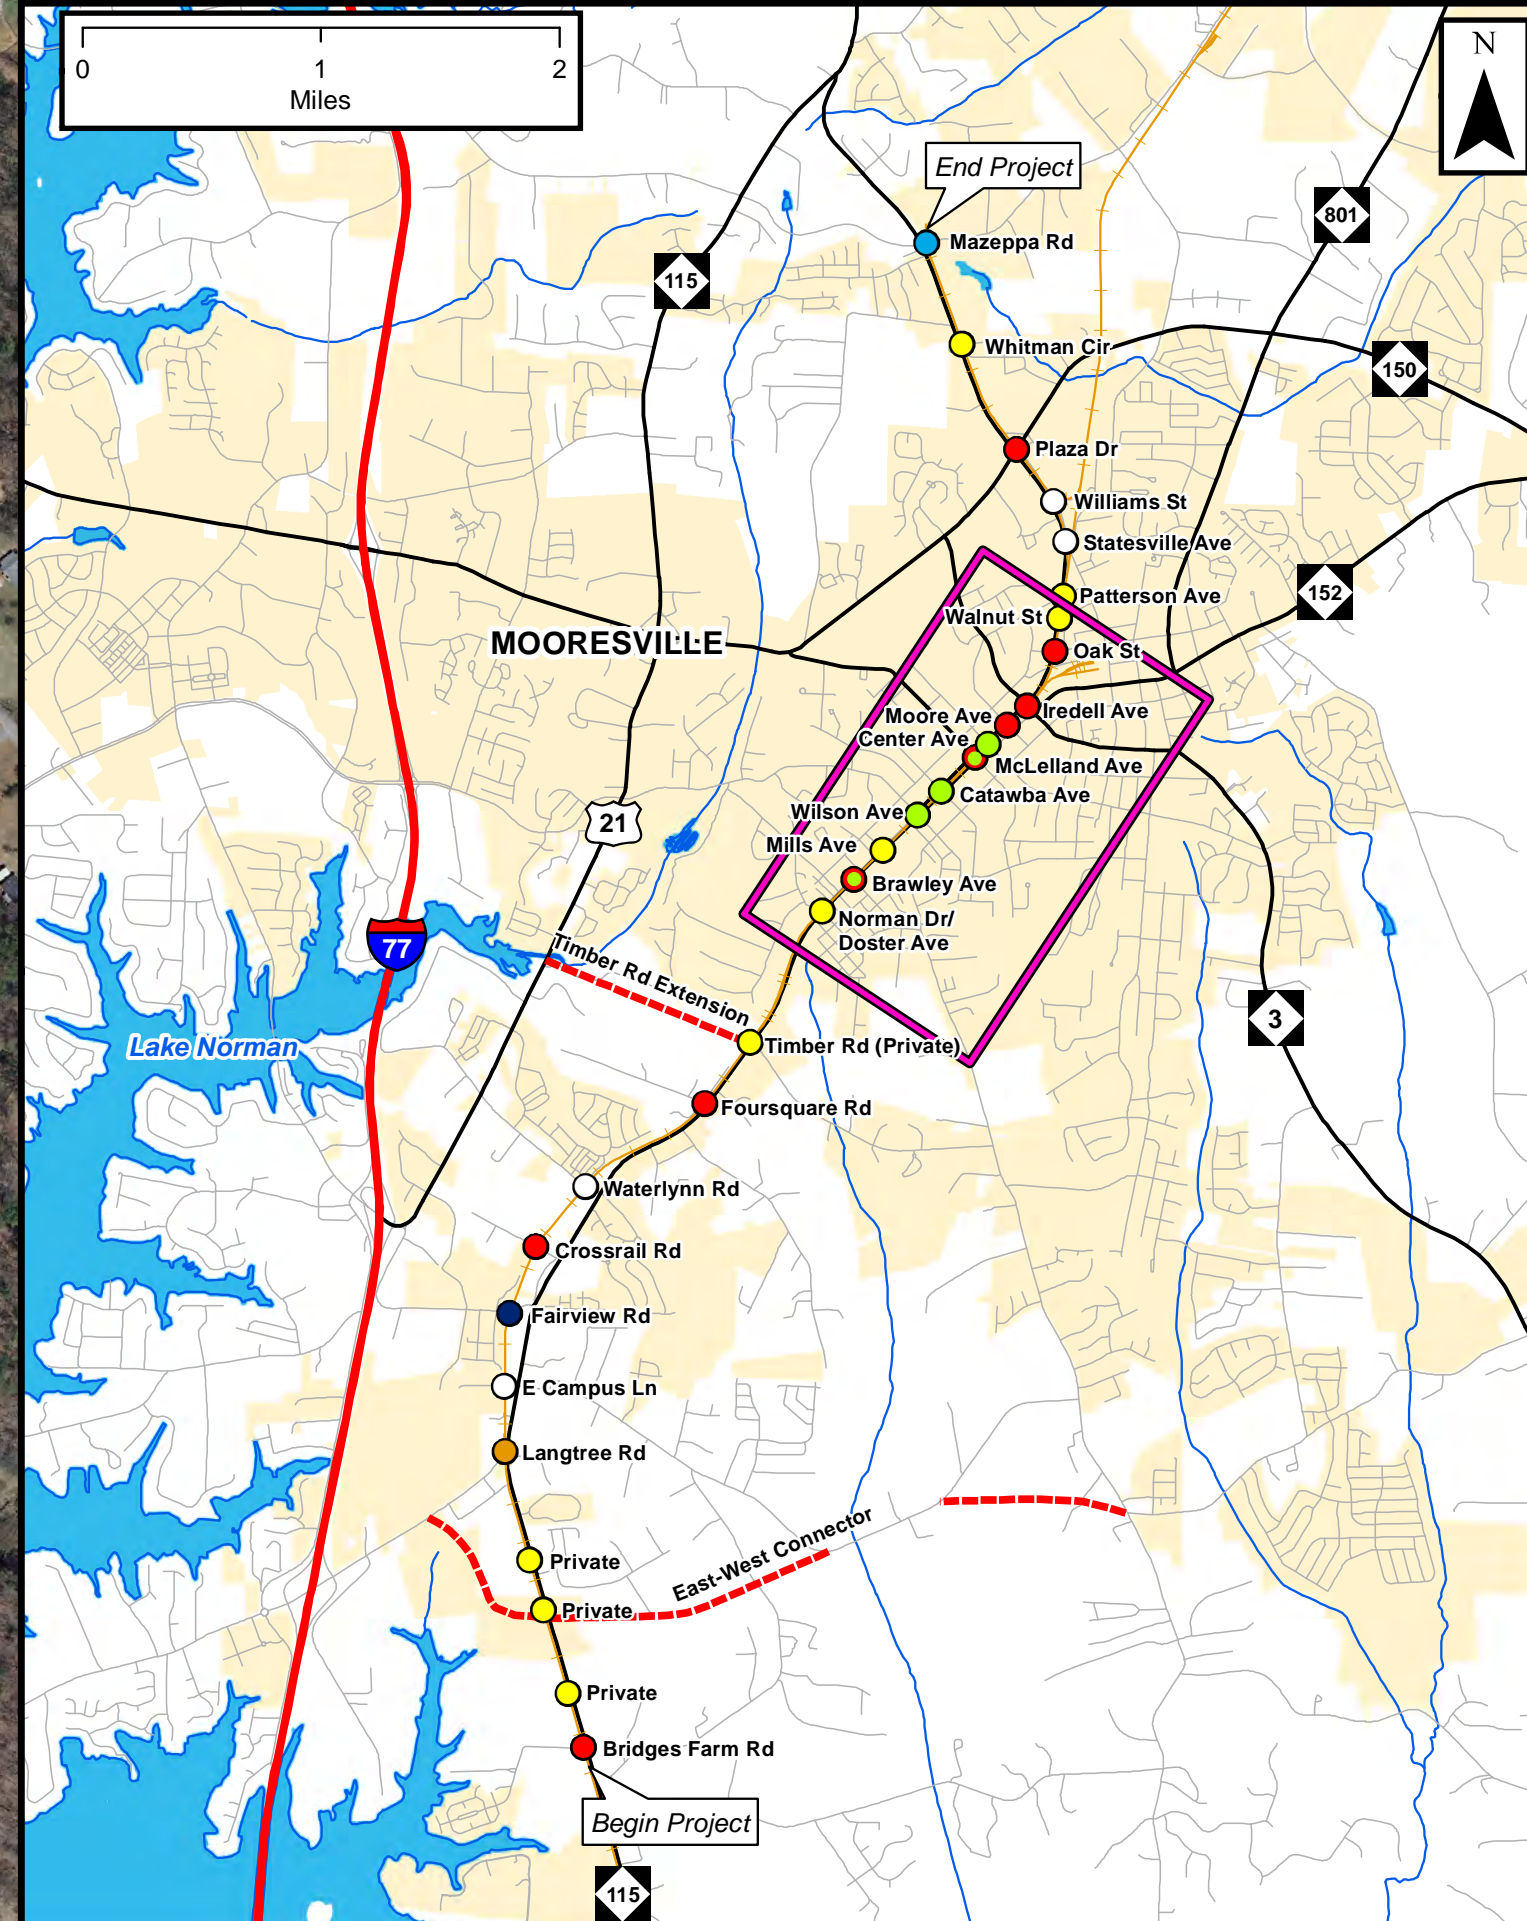 0 1 2
Miles
N
End Project
801
Mazeppa Rd
115
Whitman Cir
150
Plaza Dr
Williams St
Statesville Ave
152
Patterson Ave
Walnut St
MOORESVILLE
Oak St
Iredell Ave
Moore Ave
Center Ave
McLelland Ave
Catawba Ave
Wilson Ave
21
Mills Ave
Brawley Ave
Norman Dr/
Doster Ave
77
Timber Rd Extension
3
Lake Norman
Timber Rd (Private)
Foursquare Rd
Waterlynn Rd
Crossrail Rd
Fairview Rd
E Campus Ln
Langtree Rd
East-West Connector
Private
Private
Private
Bridges Farm Rd
Begin Project
115